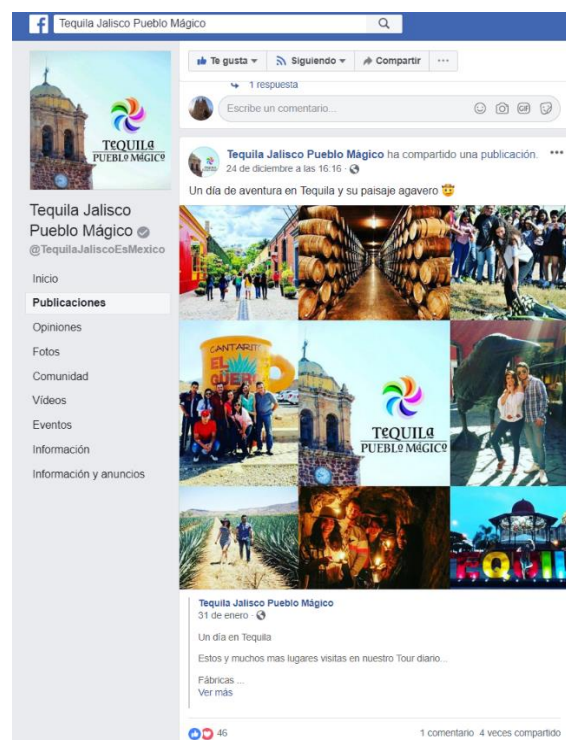 Tequila Jalisco Pueblo Mágico
Te gusta
Siguiendo
Compartir
1 respuesta
Escribe un comentario...
GIF
TEQUILA
PUEBLO MÁGICO
Tequila Jalisco
Pueblo Mágico
@TequilaJaliscoEsMexico
Inicio
Publicaciones
Opiniones
Fotos
Comunidad
Vídeos
Eventos
Información
Información y anuncios
Tequila Jalisco Pueblo Mágico ha compartido una publicación.
24 de diciembre a las 16:16
Un día de aventura en Tequila y su paisaje agavero
CANTARITOS
EL
GÜERO
TEQUILA
PUEBLO MÁGICO
Tequila Jalisco Pueblo Mágico
31 de enero
Un día en Tequila
Estos y muchos mas lugares visitas en nuestro Tour diario...
Fábricas ...
Ver más
46
1 comentario 4 veces compartido